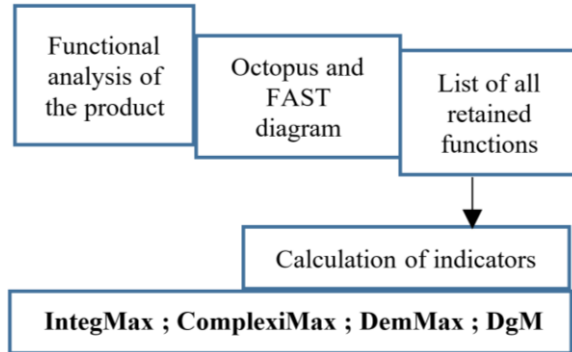 Functional
analysis of
the product
Octopus and
FAST
diagram
List of all
retained
functions
Calculation of indicators
IntegMax ; ComplexiMax ; DemMax ; DgM